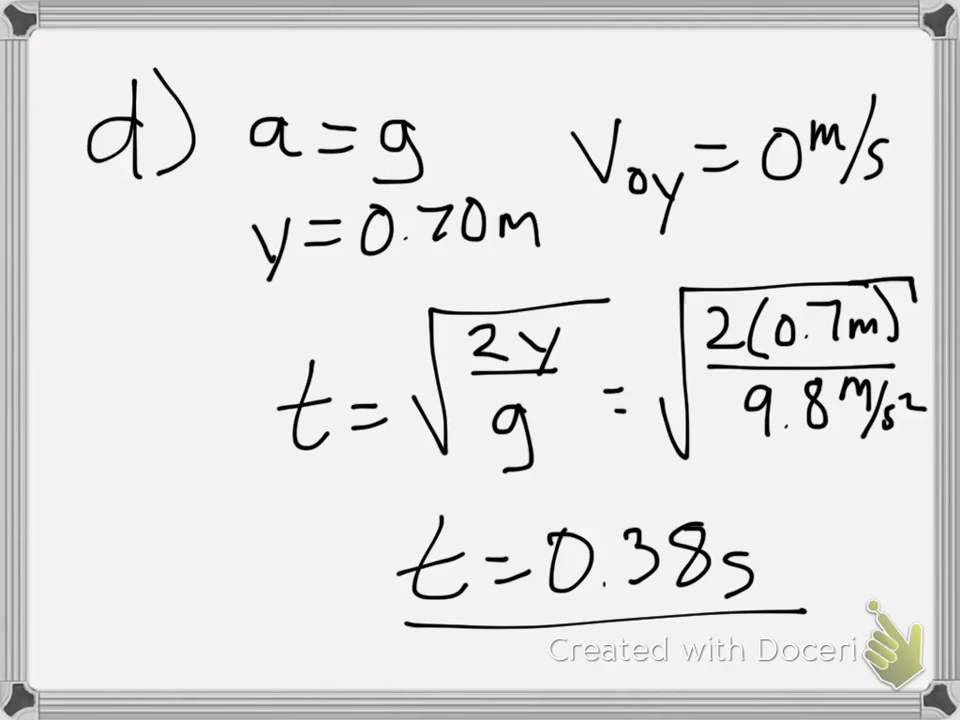 d) a = g    V₀y = 0 m/s
y = 0.70m
t = √(2y/g) = √(2(0.7m)/9.8 m/s²)
t = 0.38s
Created with Doceri